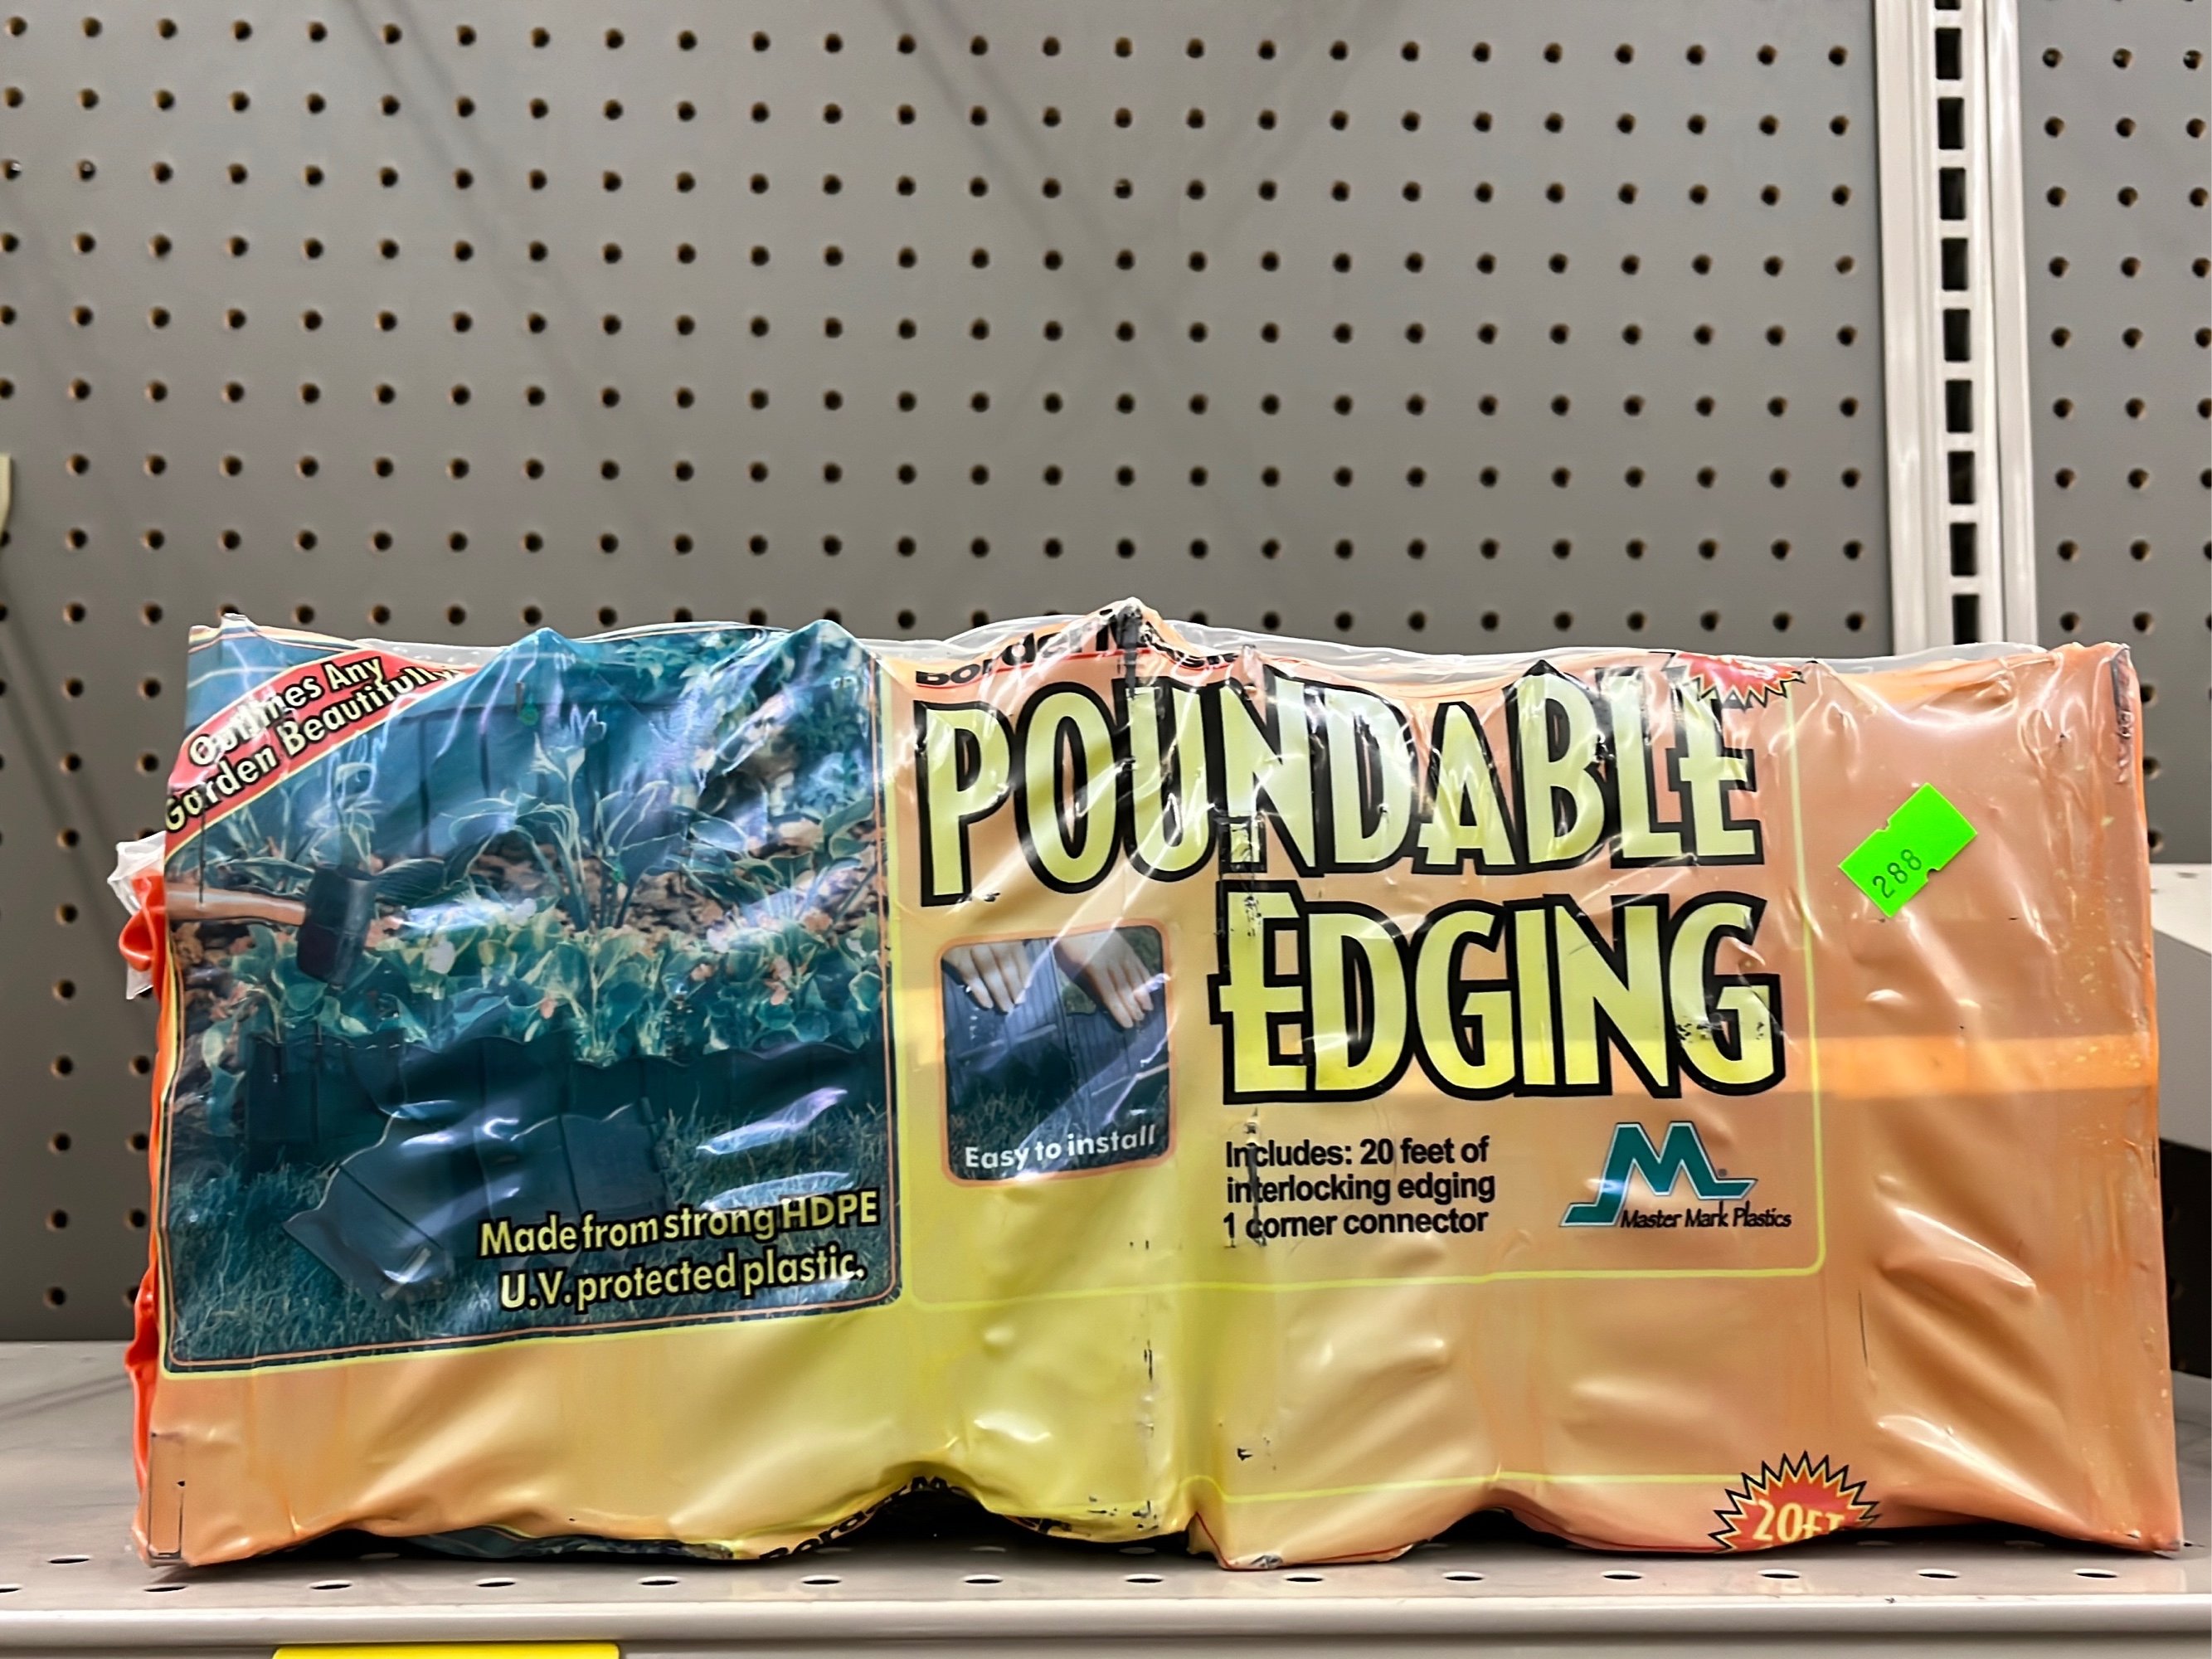 Outlines Any
Garden Beautifully
POUNDABLE
EDGING
288
Easy to install
Includes: 20 feet of
interlocking edging
1 corner connector
M
Master Mark Plastics
Made from strong HDPE
U.V. protected plastic.
20FT